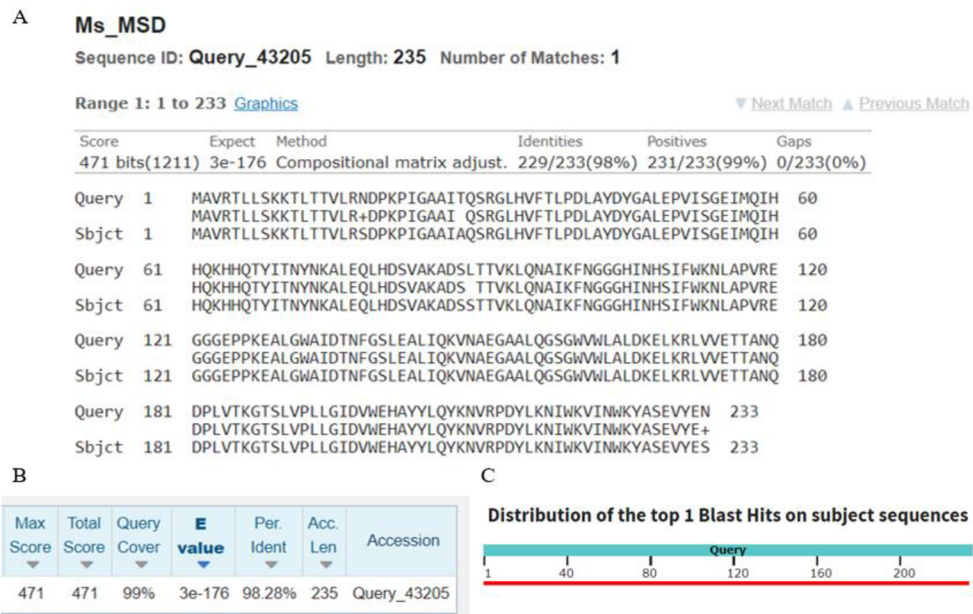 A
Ms_MSD
Sequence ID: Query_43205 Length: 235 Number of Matches: 1
Range 1: 1 to 233 Graphics
Next Match Previous Match
Score Expect Method Identities Positives Gaps
471 bits(1211) 3e-176 Compositional matrix adjust. 229/233(98%) 231/233(99%) 0/233(0%)
Query 1 MAVRTLLSKKTLTTVLRNDPKPIGAAITQSRGLHVFTLPDLAYDYGALEPVISGEIMQIH 60
MAVRTLLSKKTLTTVLR+DPKPIGAAI QSRGLHVFTLPDLAYDYGALEPVISGEIMQIH
Sbjct 1 MAVRTLLSKKTLTTVLRSDPKPIGAAIAQSRGLHVFTLPDLAYDYGALEPVISGEIMQIH 60
Query 61 HQKHHQTYITNYNKALEQLHDSVAKADSLTTVKLQNAIKFNGGGHINHSIFWKNLAPVRE 120
HQKHHQTYITNYNKALEQLHDSVAKADS TTVKLQNAIKFNGGGHINHSIFWKNLAPVRE
Sbjct 61 HQKHHQTYITNYNKALEQLHDSVAKADSSTTVKLQNAIKFNGGGHINHSIFWKNLAPVRE 120
Query 121 GGGEPPKEALGWAIDTNFGSLEALIQKVNAEGAALQGSGWVWLALDKELKRLVVETTANQ 180
GGGEPPKEALGWAIDTNFGSLEALIQKVNAEGAALQGSGWVWLALDKELKRLVVETTANQ
Sbjct 121 GGGEPPKEALGWAIDTNFGSLEALIQKVNAEGAALQGSGWVWLALDKELKRLVVETTANQ 180
Query 181 DPLVTKGTSLVPLLGIDVWEHAYYLQYKNVRPDYLKNIWKVINWKYASEVYEN 233
DPLVTKGTSLVPLLGIDVWEHAYYLQYKNVRPDYLKNIWKVINWKYASEVYE+
Sbjct 181 DPLVTKGTSLVPLLGIDVWEHAYYLQYKNVRPDYLKNIWKVINWKYASEVYES 233
B
Max Score Total Score Query Cover E value Per. Ident Acc. Len Accession
471 471 99% 3e-176 98.28% 235 Query_43205
C
Distribution of the top 1 Blast Hits on subject sequences
Query
1 40 80 120 160 200